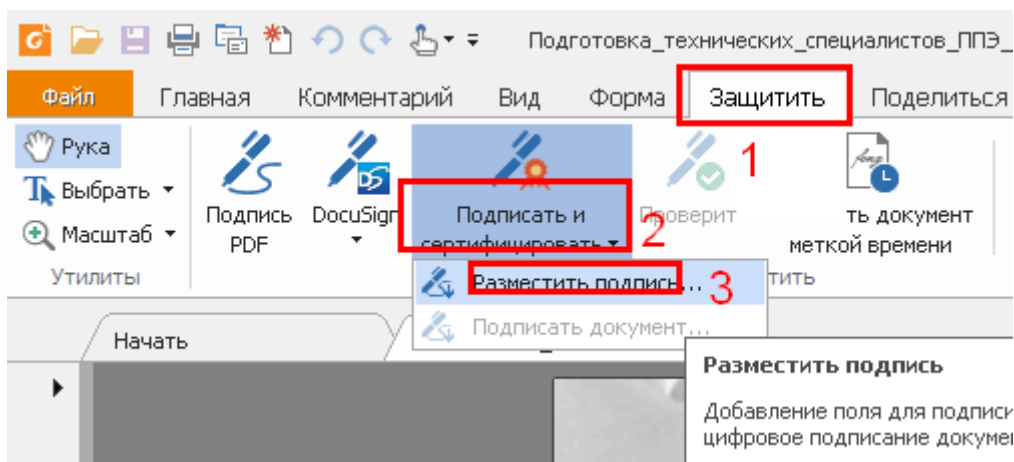 Подготовка_технических_специалистов_ППЭ_
Файл Главная Комментарий Вид Форма Защитить Поделиться
1
Рука
Выбрать
Масштаб
Утилиты
Подпись
PDF
DocuSign
Подписать и
сертифицировать
2
Проверит
ть документ
меткой времени
тить
Разместить подпись...
3
Подписать документ...
Начать
Разместить подпись
Добавление поля для подписи
цифровое подписание докумен